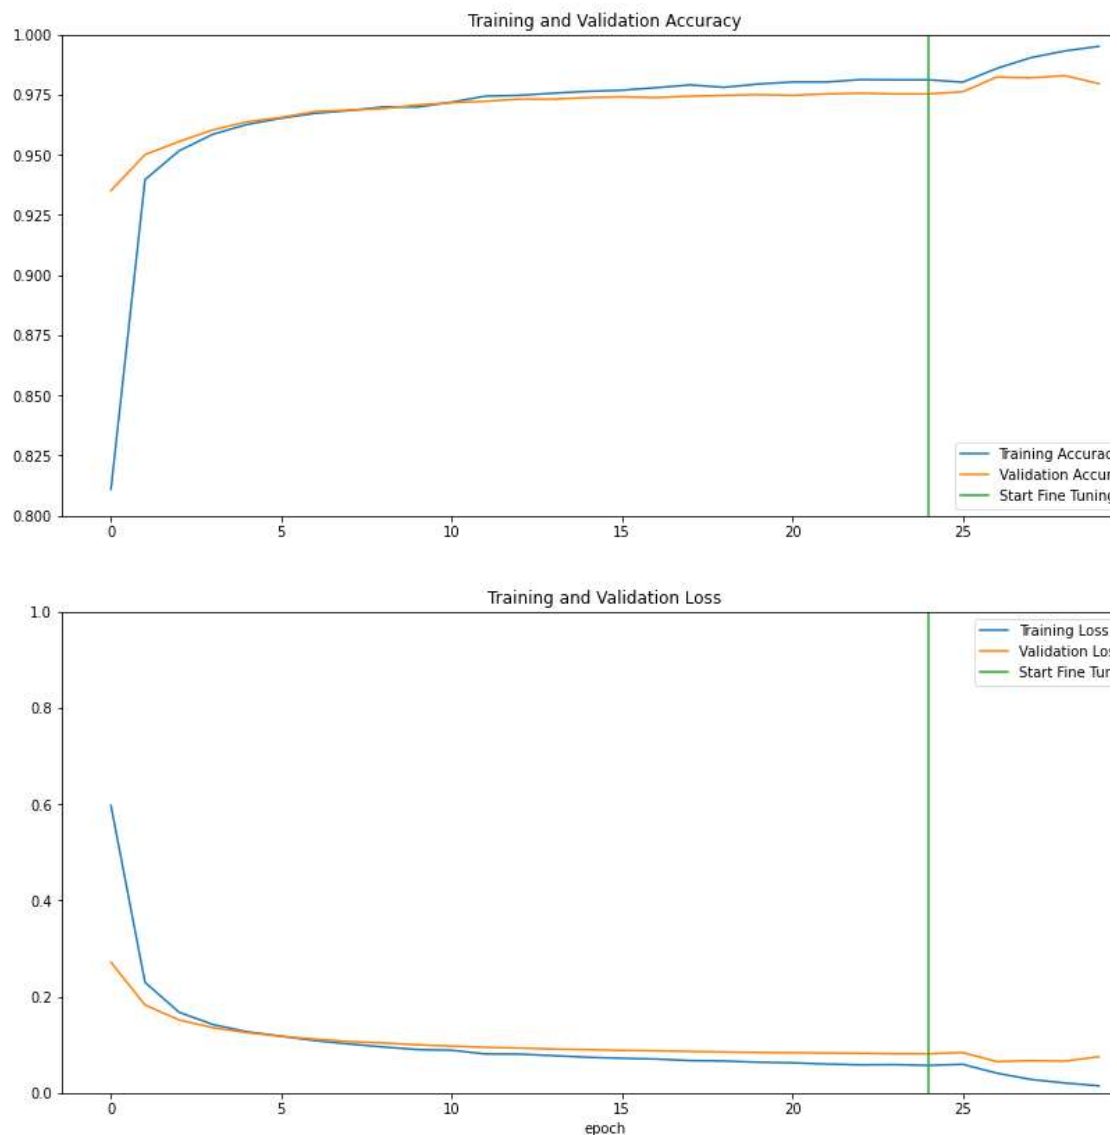 Training and Validation Accuracy
1.000
0.975
0.950
0.925
0.900
0.875
0.850
0.825
0.800
0 5 10 15 20 25
Training Accurac
Validation Accur
Start Fine Tuning
Training and Validation Loss
1.0
0.8
0.6
0.4
0.2
0.0
0 5 10 15 20 25
epoch
Training Loss
Validation Los
Start Fine Tun